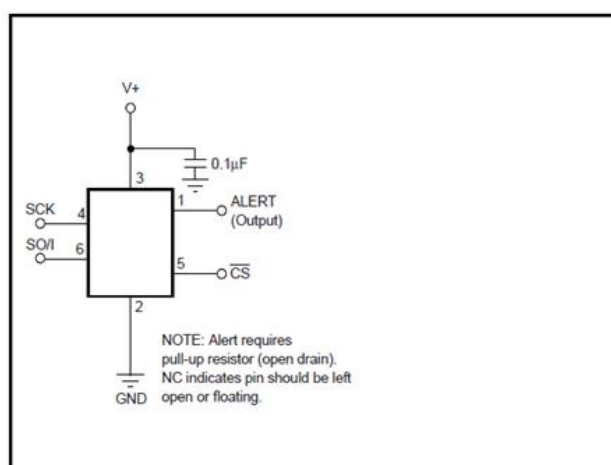 V+
0.1µF
3
SCK
4
1
ALERT
(Output)
SO/I
6
5
C̅S̅
2
NOTE: Alert requires
pull-up resistor (open drain).
NC indicates pin should be left
open or floating.
GND